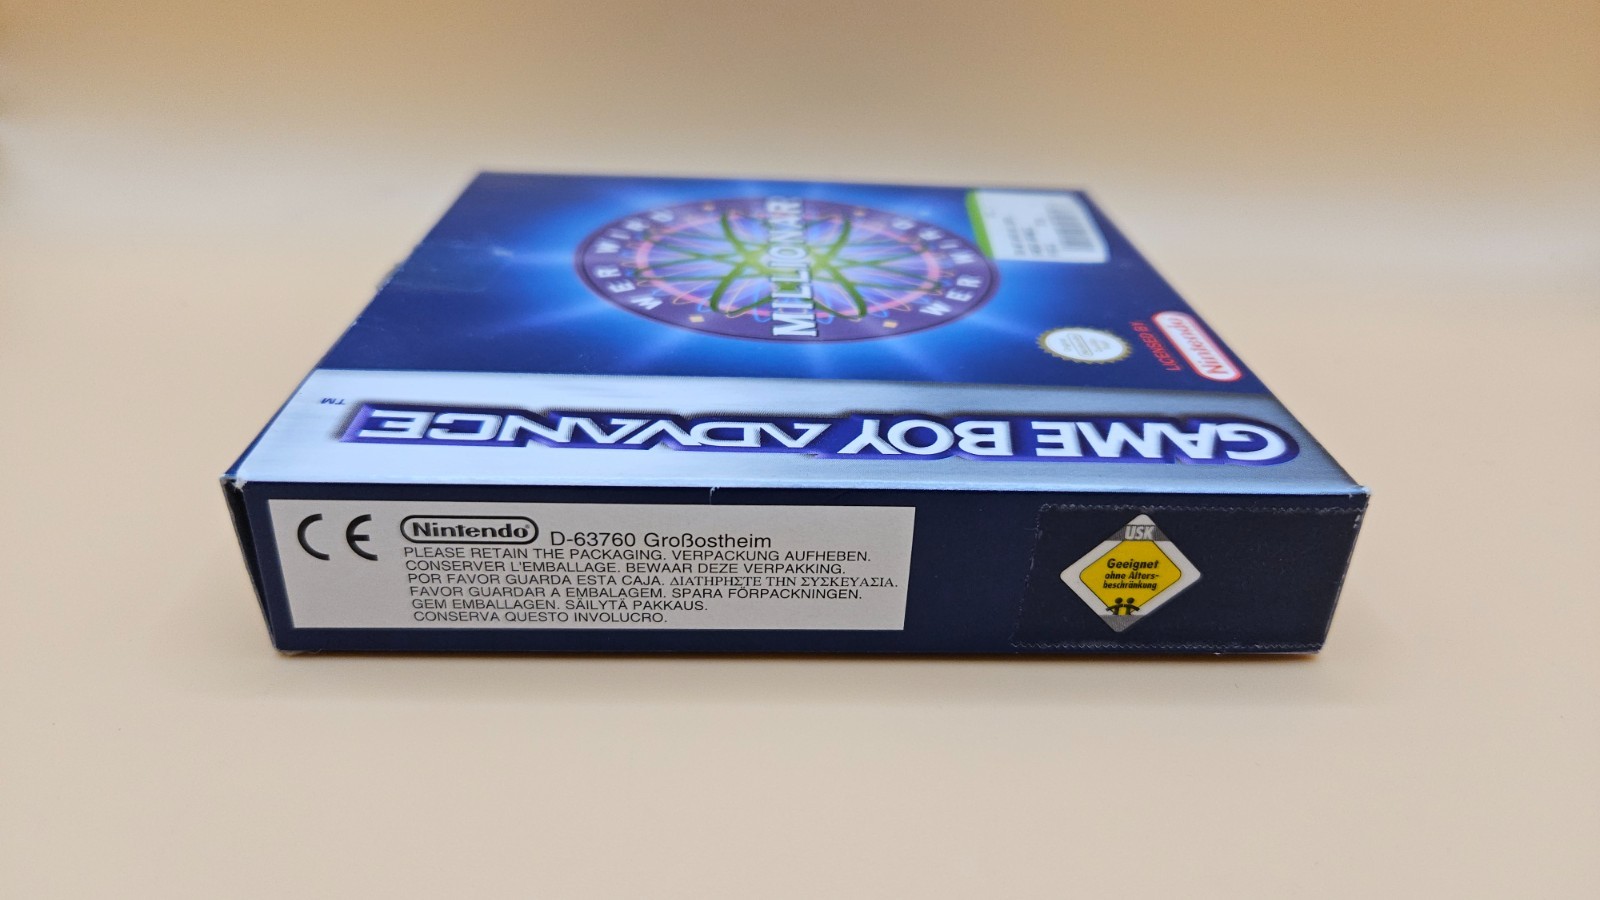 WER WIRD
MILLIONÄR
WER WIRD
LICENSED BY
Nintendo
GAME BOY ADVANCE
TM
CE
Nintendo® D-63760 Großostheim
PLEASE RETAIN THE PACKAGING. VERPACKUNG AUFHEBEN.
CONSERVER L'EMBALLAGE. BEWAAR DEZE VERPAKKING.
POR FAVOR GUARDA ESTA CAJA. ΔΙΑΤΗΡΗΣΤΕ ΤΗΝ ΣΥΣΚΕΥΑΣΙΑ.
FAVOR GUARDAR A EMBALAGEM. SPARA FÖRPACKNINGEN.
GEM EMBALLAGEN. SÄILYTÄ PAKKAUS.
CONSERVA QUESTO INVOLUCRO.
USK
Geeignet
ohne Alters-
beschränkung